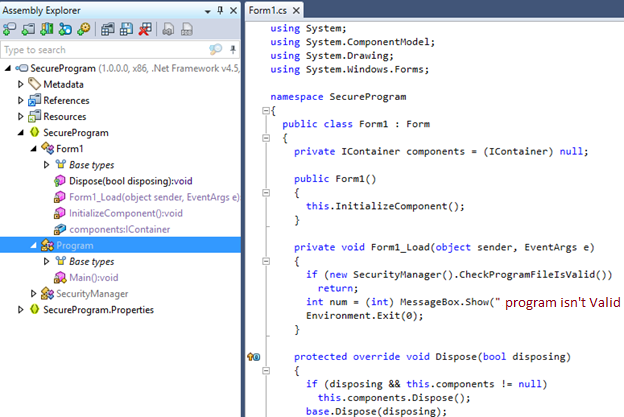 Assembly Explorer
Type to search
SecureProgram (1.0.0.0, x86, .Net Framework v4.5,
Metadata
References
Resources
SecureProgram
Form1
Base types
Dispose(bool disposing):void
Form1_Load(object sender, EventArgs e)
InitializeComponent():void
components:IContainer
Program
Base types
Main():void
SecurityManager
SecureProgram.Properties
Form1.cs
using System;
using System.ComponentModel;
using System.Drawing;
using System.Windows.Forms;
namespace SecureProgram
{
public class Form1 : Form
{
private IContainer components = (IContainer) null;
public Form1()
{
this.InitializeComponent();
}
private void Form1_Load(object sender, EventArgs e)
{
if (new SecurityManager().CheckProgramFileIsValid())
return;
int num = (int) MessageBox.Show(" program isn't Valid
Environment.Exit(0);
}
protected override void Dispose(bool disposing)
{
if (disposing && this.components != null)
this.components.Dispose();
base.Dispose(disposing);